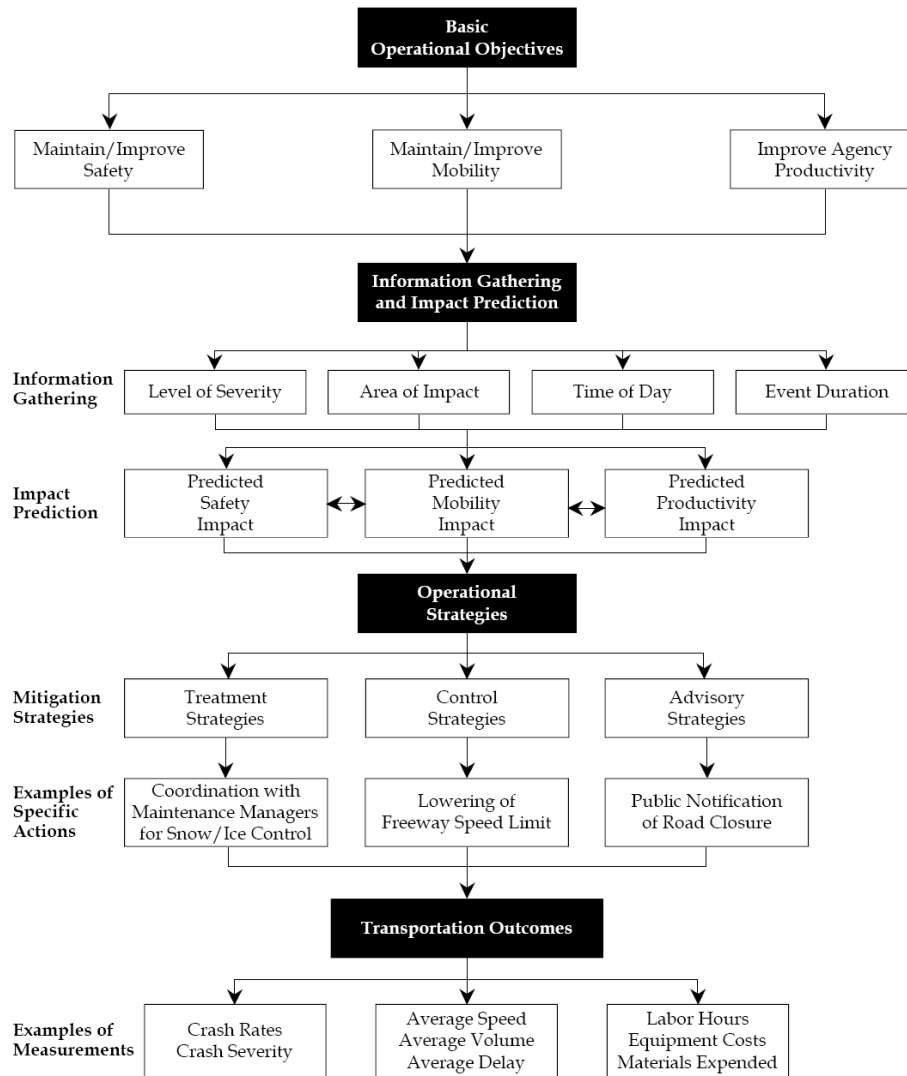 Basic
Operational Objectives
Maintain/Improve
Safety
Maintain/Improve
Mobility
Improve Agency
Productivity
Information Gathering
and Impact Prediction
Information
Gathering
Level of Severity
Area of Impact
Time of Day
Event Duration
Impact
Prediction
Predicted
Safety
Impact
Predicted
Mobility
Impact
Predicted
Productivity
Impact
Operational
Strategies
Mitigation
Strategies
Treatment
Strategies
Control
Strategies
Advisory
Strategies
Examples of
Specific
Actions
Coordination with
Maintenance Managers
for Snow/Ice Control
Lowering of
Freeway Speed Limit
Public Notification
of Road Closure
Transportation Outcomes
Examples of
Measurements
Crash Rates
Crash Severity
Average Speed
Average Volume
Average Delay
Labor Hours
Equipment Costs
Materials Expended